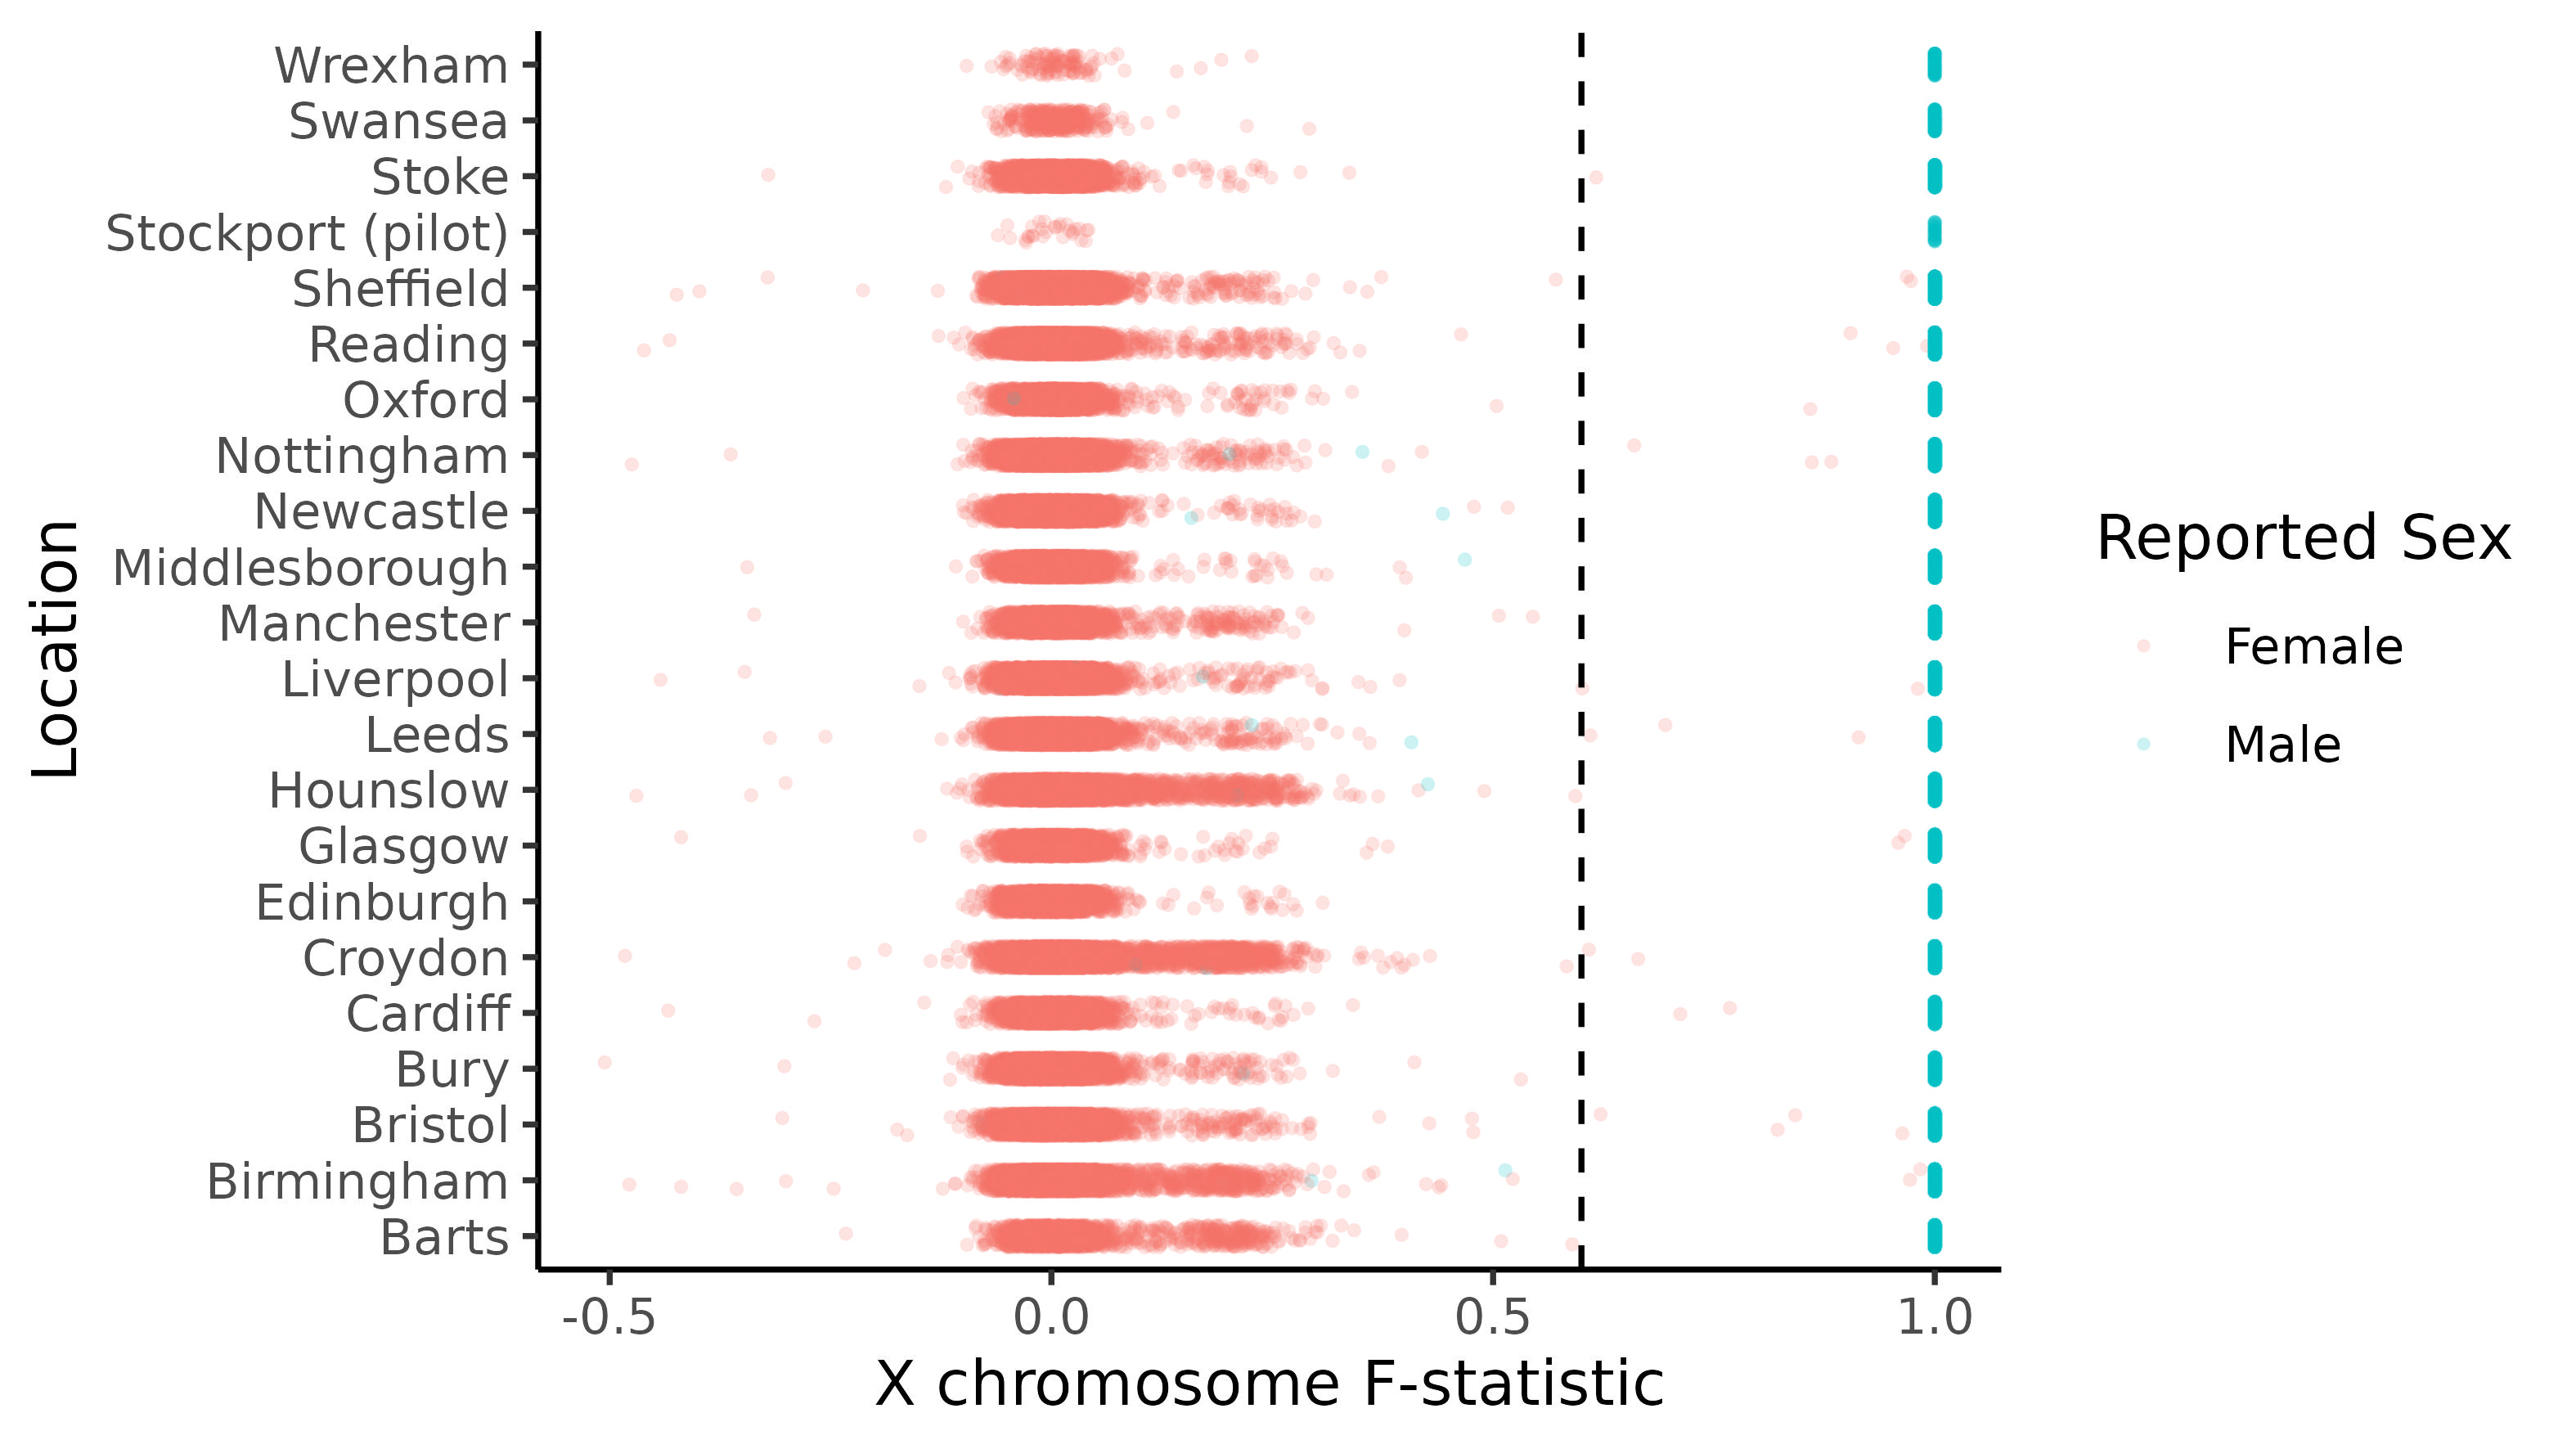 Wrexham
Swansea
Stoke
Stockport (pilot)
Sheffield
Reading
Oxford
Nottingham
Newcastle
Middlesborough
Manchester
Liverpool
Leeds
Hounslow
Glasgow
Edinburgh
Croydon
Cardiff
Bury
Bristol
Birmingham
Barts
Location
-0.5 0.0 0.5 1.0
X chromosome F-statistic
Reported Sex
Female
Male